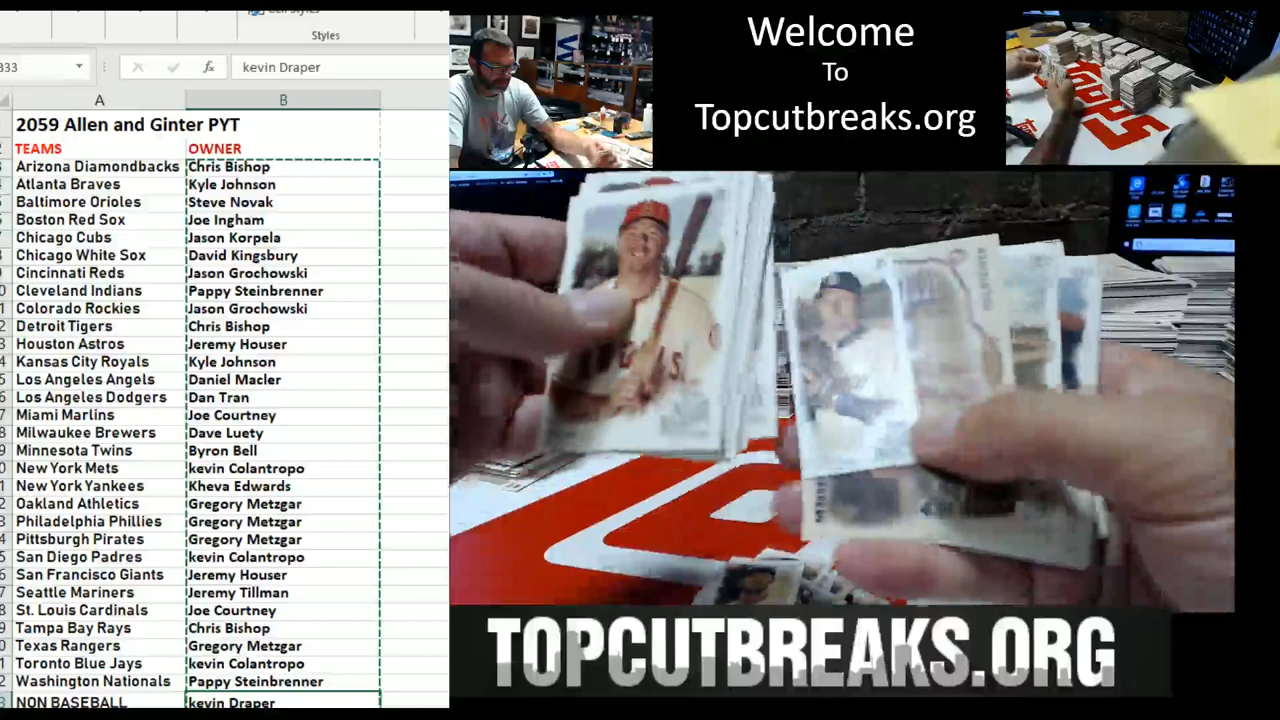 Cell Styles
Styles
B33 fx kevin Draper
A B
2059 Allen and Ginter PYT
TEAMS OWNER
Arizona Diamondbacks Chris Bishop
Atlanta Braves Kyle Johnson
Baltimore Orioles Steve Novak
Boston Red Sox Joe Ingham
Chicago Cubs Jason Korpela
Chicago White Sox David Kingsbury
Cincinnati Reds Jason Grochowski
Cleveland Indians Pappy Steinbrenner
Colorado Rockies Jason Grochowski
Detroit Tigers Chris Bishop
Houston Astros Jeremy Houser
Kansas City Royals Kyle Johnson
Los Angeles Angels Daniel Macler
Los Angeles Dodgers Dan Tran
Miami Marlins Joe Courtney
Milwaukee Brewers Dave Luety
Minnesota Twins Byron Bell
New York Mets kevin Colantropo
New York Yankees Kheva Edwards
Oakland Athletics Gregory Metzgar
Philadelphia Phillies Gregory Metzgar
Pittsburgh Pirates Gregory Metzgar
San Diego Padres kevin Colantropo
San Francisco Giants Jeremy Houser
Seattle Mariners Jeremy Tillman
St. Louis Cardinals Joe Courtney
Tampa Bay Rays Chris Bishop
Texas Rangers Gregory Metzgar
Toronto Blue Jays kevin Colantropo
Washington Nationals Pappy Steinbrenner
NON BASEBALL kevin Draper
Welcome
To
Topcutbreaks.org
Topps
TOPCUTBREAKS.ORG